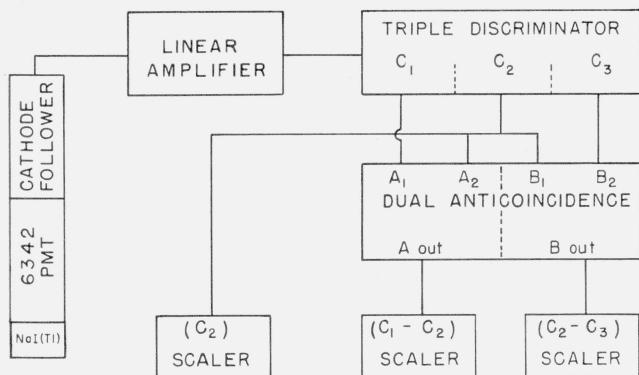 LINEAR
AMPLIFIER
TRIPLE DISCRIMINATOR
C₁ C₂ C₃
CATHODE
FOLLOWER
6342
PMT
NaI(Tl)
A₁ A₂ B₁ B₂
DUAL ANTICOINCIDENCE
A out B out
(C₂)
SCALER
(C₁ - C₂)
SCALER
(C₂ - C₃)
SCALER